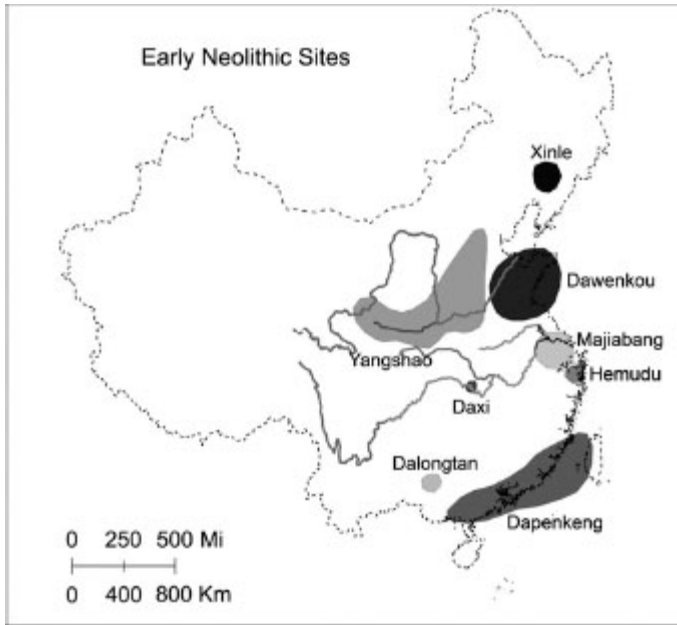 Early Neolithic Sites
Xinle
Dawenkou
Majiabang
Yangshao
Hemudu
Daxi
Dalongtan
Dapenkeng
0 250 500 Mi
0 400 800 Km